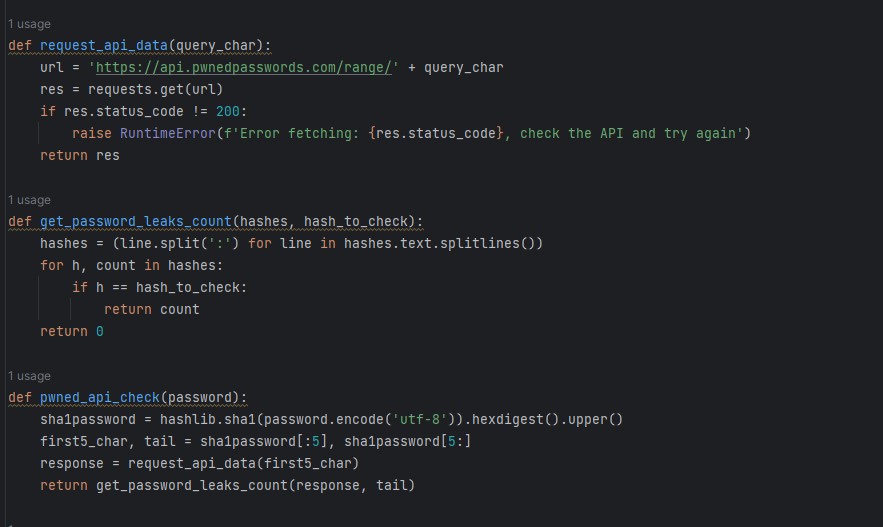 1 usage
def request_api_data(query_char):
    url = 'https://api.pwnedpasswords.com/range/' + query_char
    res = requests.get(url)
    if res.status_code != 200:
        raise RuntimeError(f'Error fetching: {res.status_code}, check the API and try again')
    return res
1 usage
def get_password_leaks_count(hashes, hash_to_check):
    hashes = (line.split(':') for line in hashes.text.splitlines())
    for h, count in hashes:
        if h == hash_to_check:
            return count
    return 0
1 usage
def pwned_api_check(password):
    sha1password = hashlib.sha1(password.encode('utf-8')).hexdigest().upper()
    first5_char, tail = sha1password[:5], sha1password[5:]
    response = request_api_data(first5_char)
    return get_password_leaks_count(response, tail)